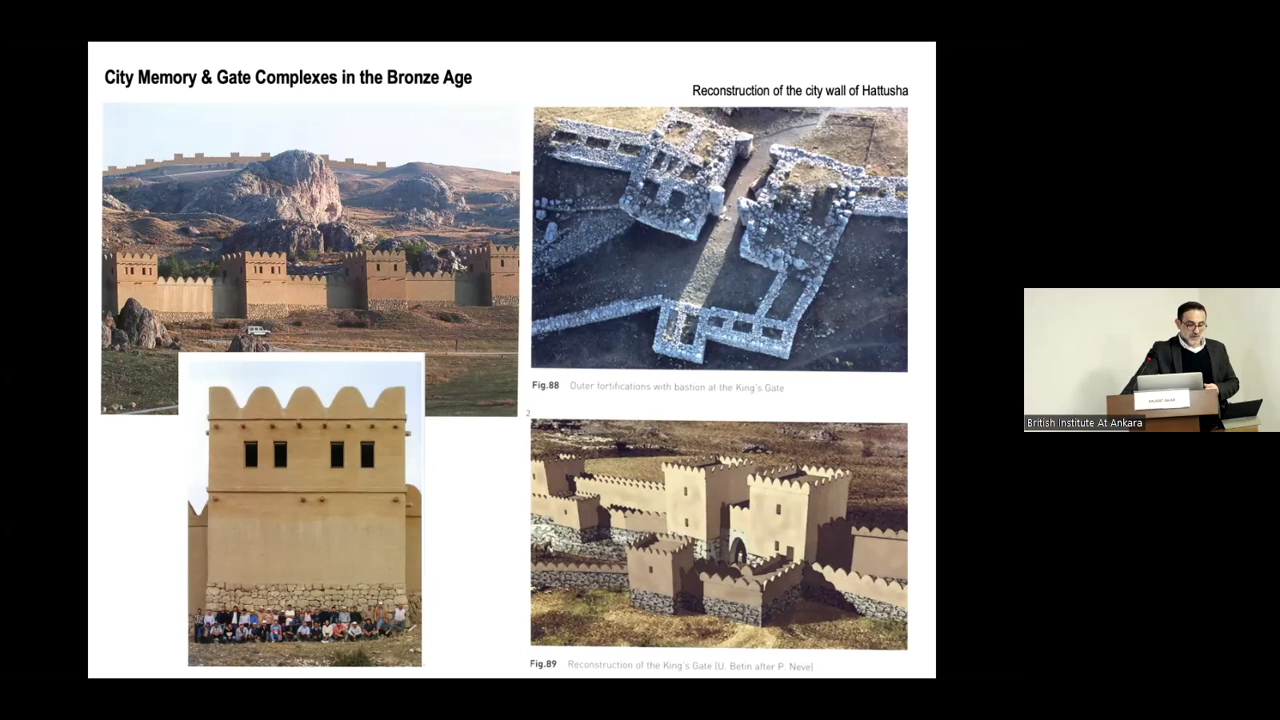 City Memory & Gate Complexes in the Bronze Age
Reconstruction of the city wall of Hattusha
Fig.88 Outer fortifications with bastion at the King's Gate
2
Fig.89 Reconstruction of the King's Gate [U. Betin after P. Neve]
British Institute At Ankara